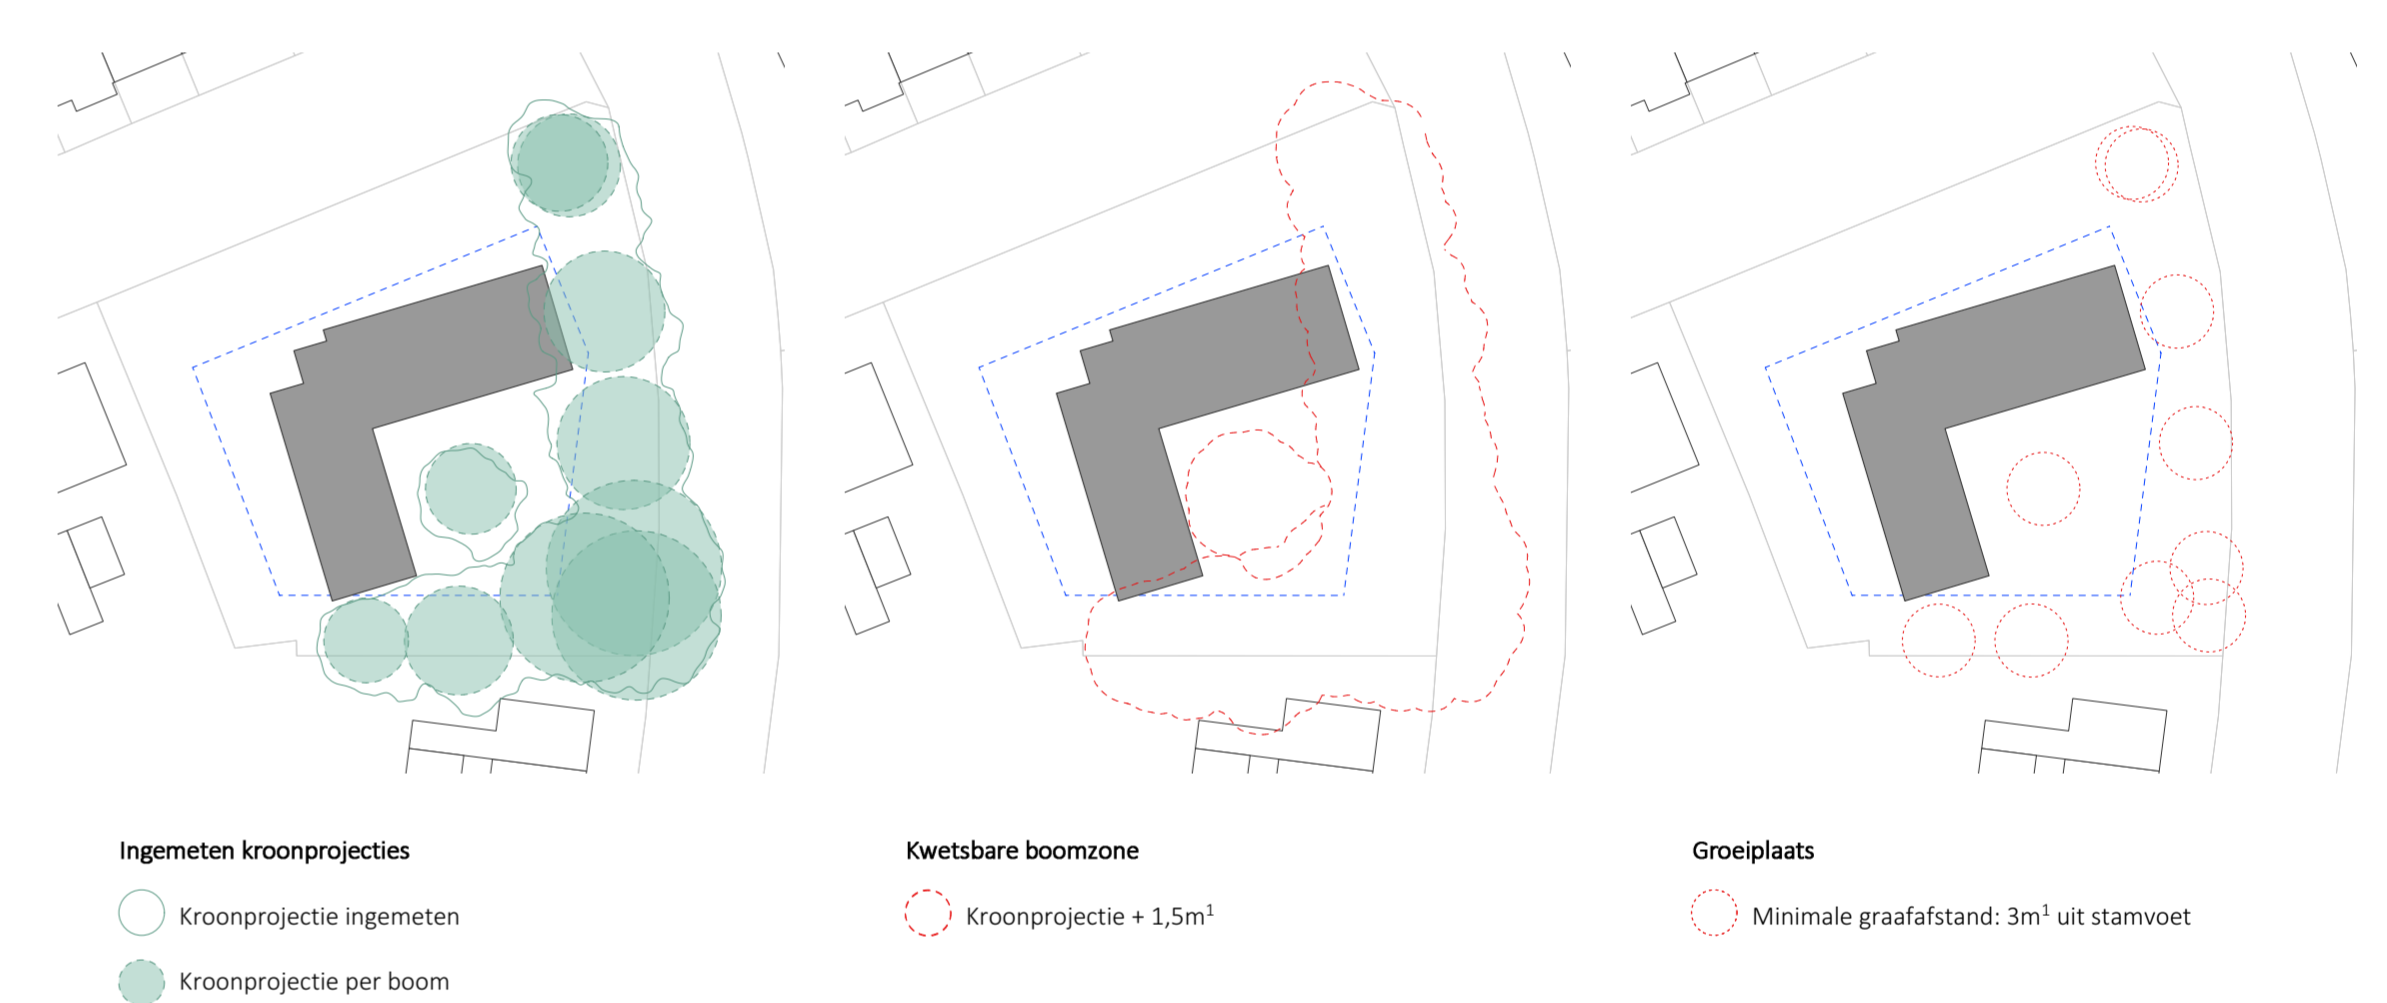 Ingemeten kroonprojecties
Kroonprojectie ingemeten
Kroonprojectie per boom
Kwetsbare boomzone
Kroonprojectie + 1,5m¹
Groeiplaats
Minimale graafafstand: 3m¹ uit stamvoet